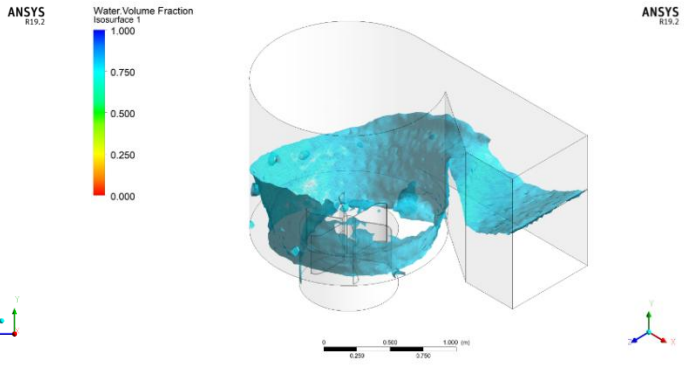 ANSYS
R19.2
Water.Volume Fraction
Isosurface 1
1.000
0.750
0.500
0.250
0.000
ANSYS
R19.2
Y
0 0.500 1.000 (m)
0.250 0.750
Y
Z X